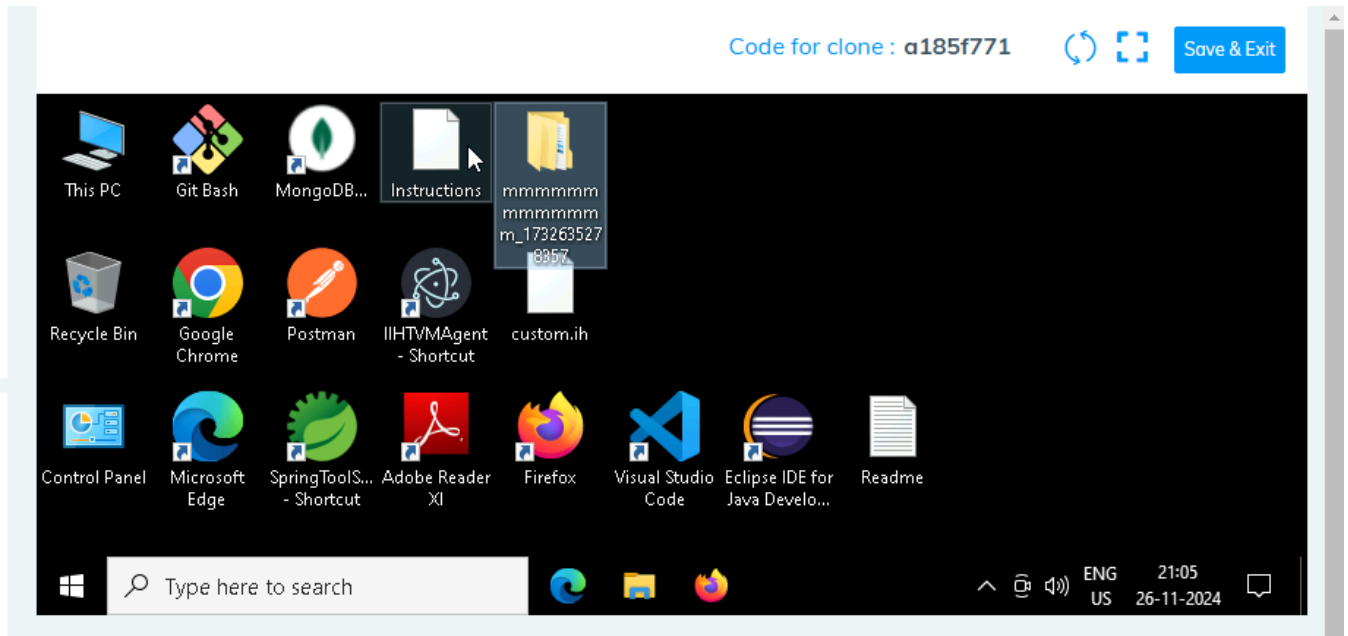 Code for clone : a185f771
Save & Exit
This PC
Git Bash
MongoDB...
Instructions
mmmmmm
mmmmmm
m_173263527
8357
Recycle Bin
Google
Chrome
Postman
IIHTVMAgent
- Shortcut
custom.ih
Control Panel
Microsoft
Edge
SpringToolS...
- Shortcut
Adobe Reader
XI
Firefox
Visual Studio
Code
Eclipse IDE for
Java Develo...
Readme
Type here to search
ENG
US
21:05
26-11-2024